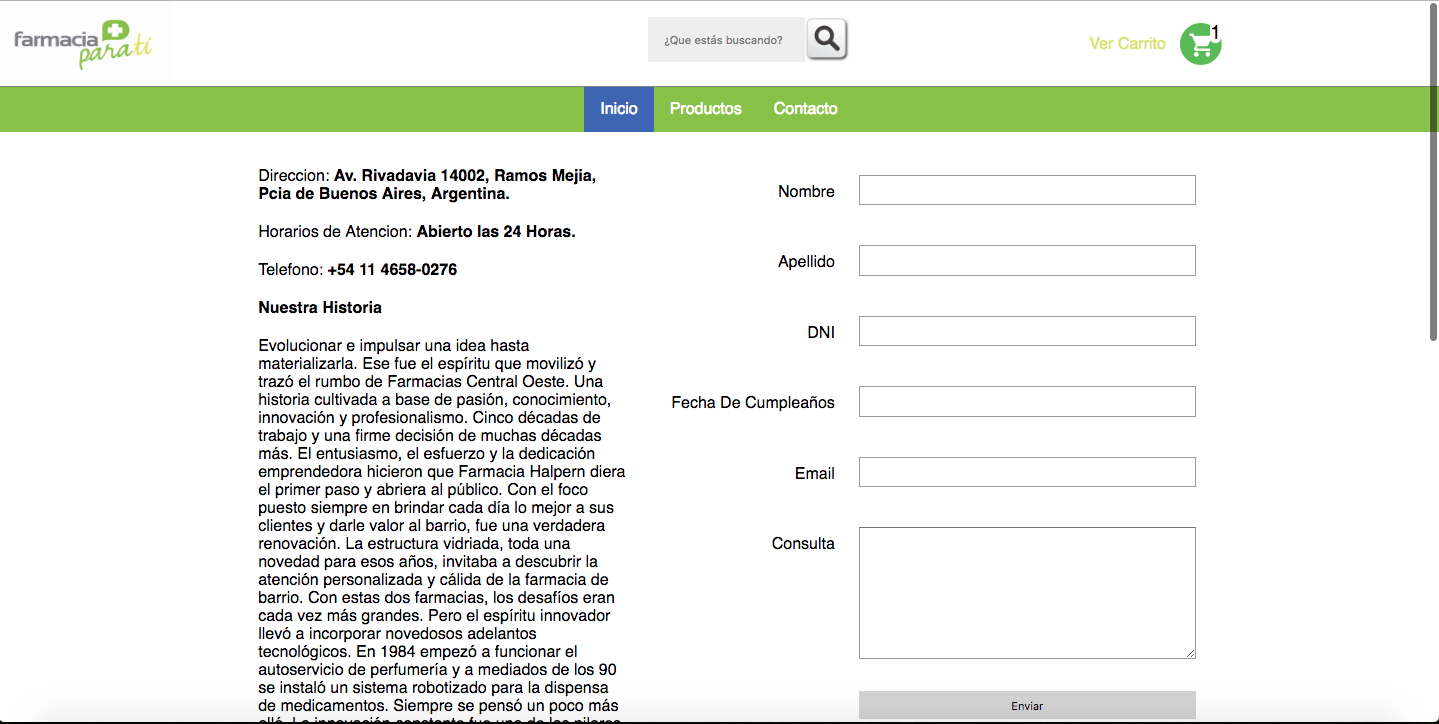 farmacia
para tí
¿Que estás buscando?
Ver Carrito
1
Inicio
Productos
Contacto
Direccion: Av. Rivadavia 14002, Ramos Mejia,
Pcia de Buenos Aires, Argentina.
Horarios de Atencion: Abierto las 24 Horas.
Telefono: +54 11 4658-0276
Nuestra Historia
Evolucionar e impulsar una idea hasta
materializarla. Ese fue el espíritu que movilizó y
trazó el rumbo de Farmacias Central Oeste. Una
historia cultivada a base de pasión, conocimiento,
innovación y profesionalismo. Cinco décadas de
trabajo y una firme decisión de muchas décadas
más. El entusiasmo, el esfuerzo y la dedicación
emprendedora hicieron que Farmacia Halpern diera
el primer paso y abriera al público. Con el foco
puesto siempre en brindar cada día lo mejor a sus
clientes y darle valor al barrio, fue una verdadera
renovación. La estructura vidriada, toda una
novedad para esos años, invitaba a descubrir la
atención personalizada y cálida de la farmacia de
barrio. Con estas dos farmacias, los desafíos eran
cada vez más grandes. Pero el espíritu innovador
llevó a incorporar novedosos adelantos
tecnológicos. En 1984 empezó a funcionar el
autoservicio de perfumería y a mediados de los 90
se instaló un sistema robotizado para la dispensa
de medicamentos. Siempre se pensó un poco más
allá. La innovación constante fue uno de los pilares
Nombre
Apellido
DNI
Fecha De Cumpleaños
Email
Consulta
Enviar